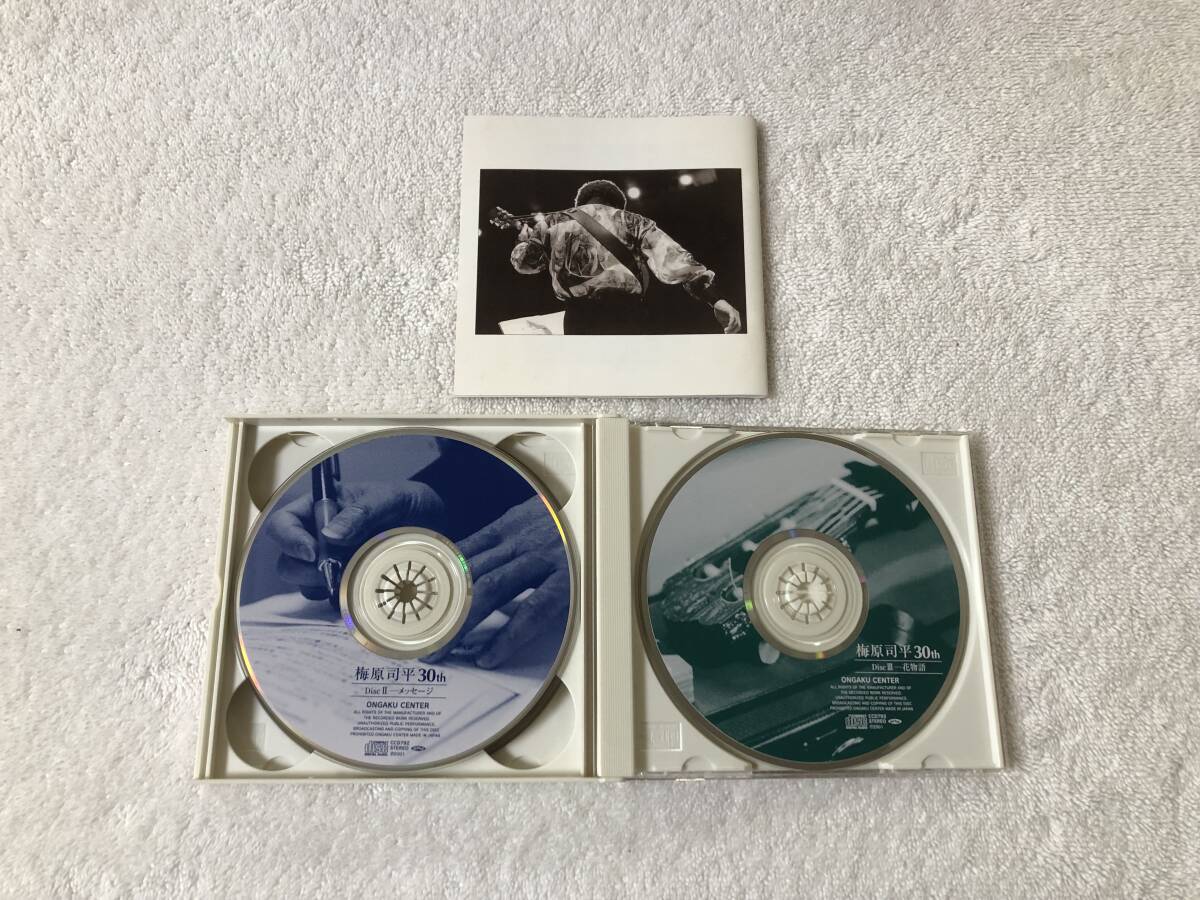 梅原司平 30th
Disc Ⅱ—メッセージ
ONGAKU CENTER
ALL RIGHTS OF THE MANUFACTURER AND OF
THE RECORDED WORK RESERVED.
UNAUTHORIZED PUBLIC PERFORMANCE,
BROADCASTING AND COPYING OF THIS DISC
PROHIBITED ONGAKU CENTER MADE IN JAPAN
CCD792
STEREO
梅原司平 30th
Disc Ⅲ—花物語
ONGAKU CENTER
ALL RIGHTS OF THE MANUFACTURER AND OF
THE RECORDED WORK RESERVED.
UNAUTHORIZED PUBLIC PERFORMANCE,
BROADCASTING AND COPYING OF THIS DISC
PROHIBITED ONGAKU CENTER MADE IN JAPAN
CCD793
STEREO